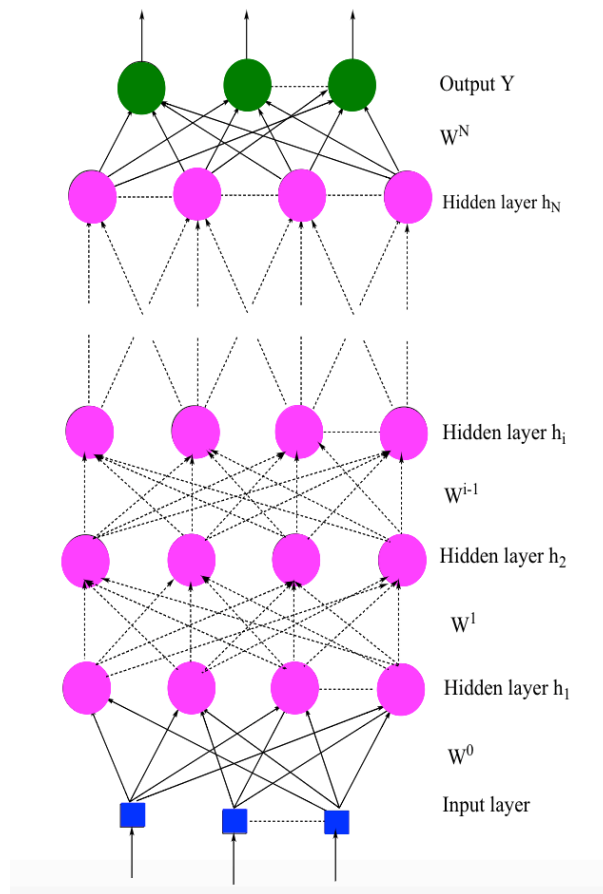 Output Y
W^N
Hidden layer h_N
Hidden layer h_i
W^i-1
Hidden layer h_2
W^1
Hidden layer h_1
W^0
Input layer